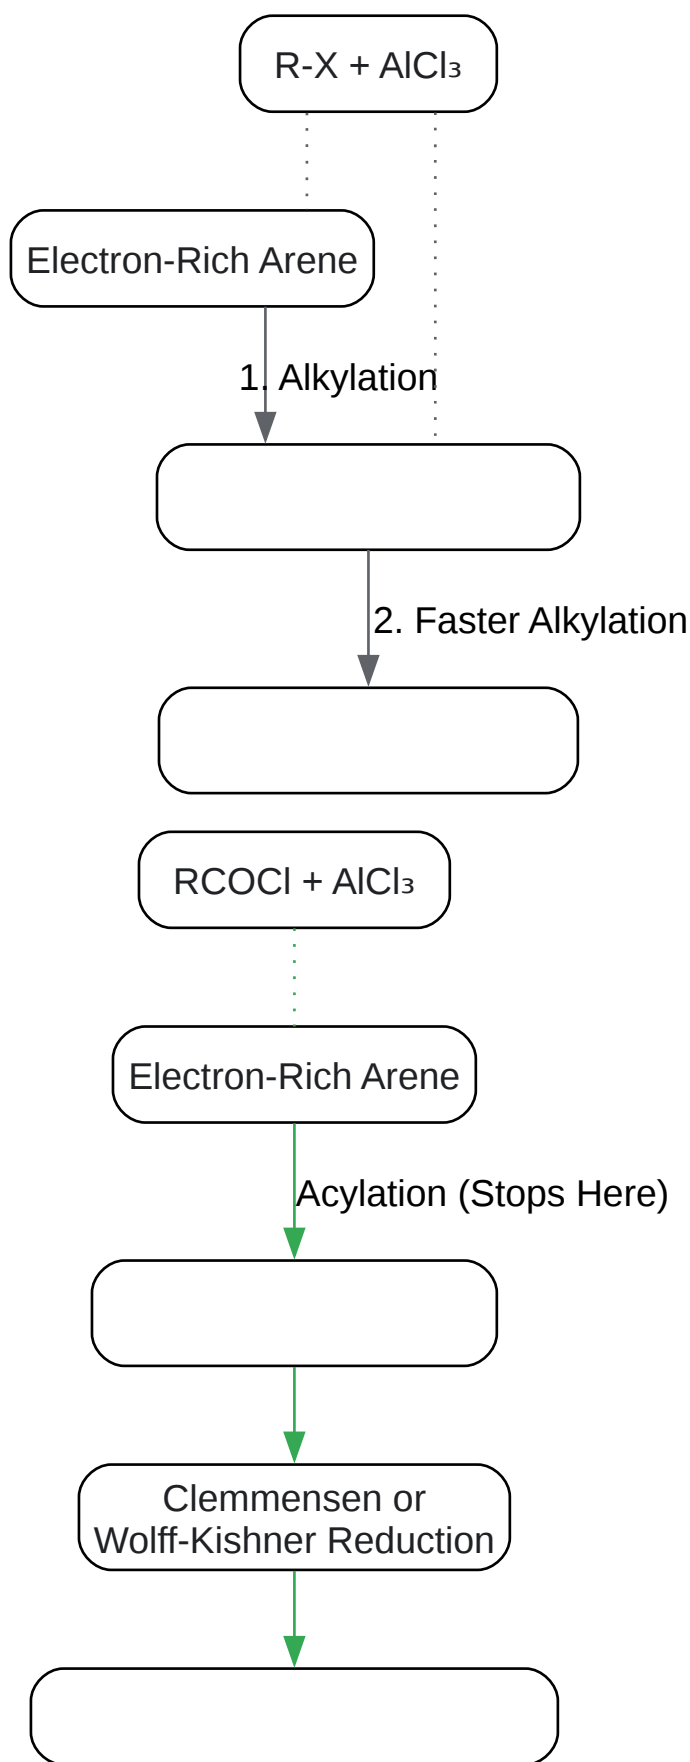 R-X + AlCl₃
Electron-Rich Arene
1. Alkylation
2. Faster Alkylation
RCOCl + AlCl₃
Electron-Rich Arene
Acylation (Stops Here)
Clemmensen or
Wolff-Kishner Reduction